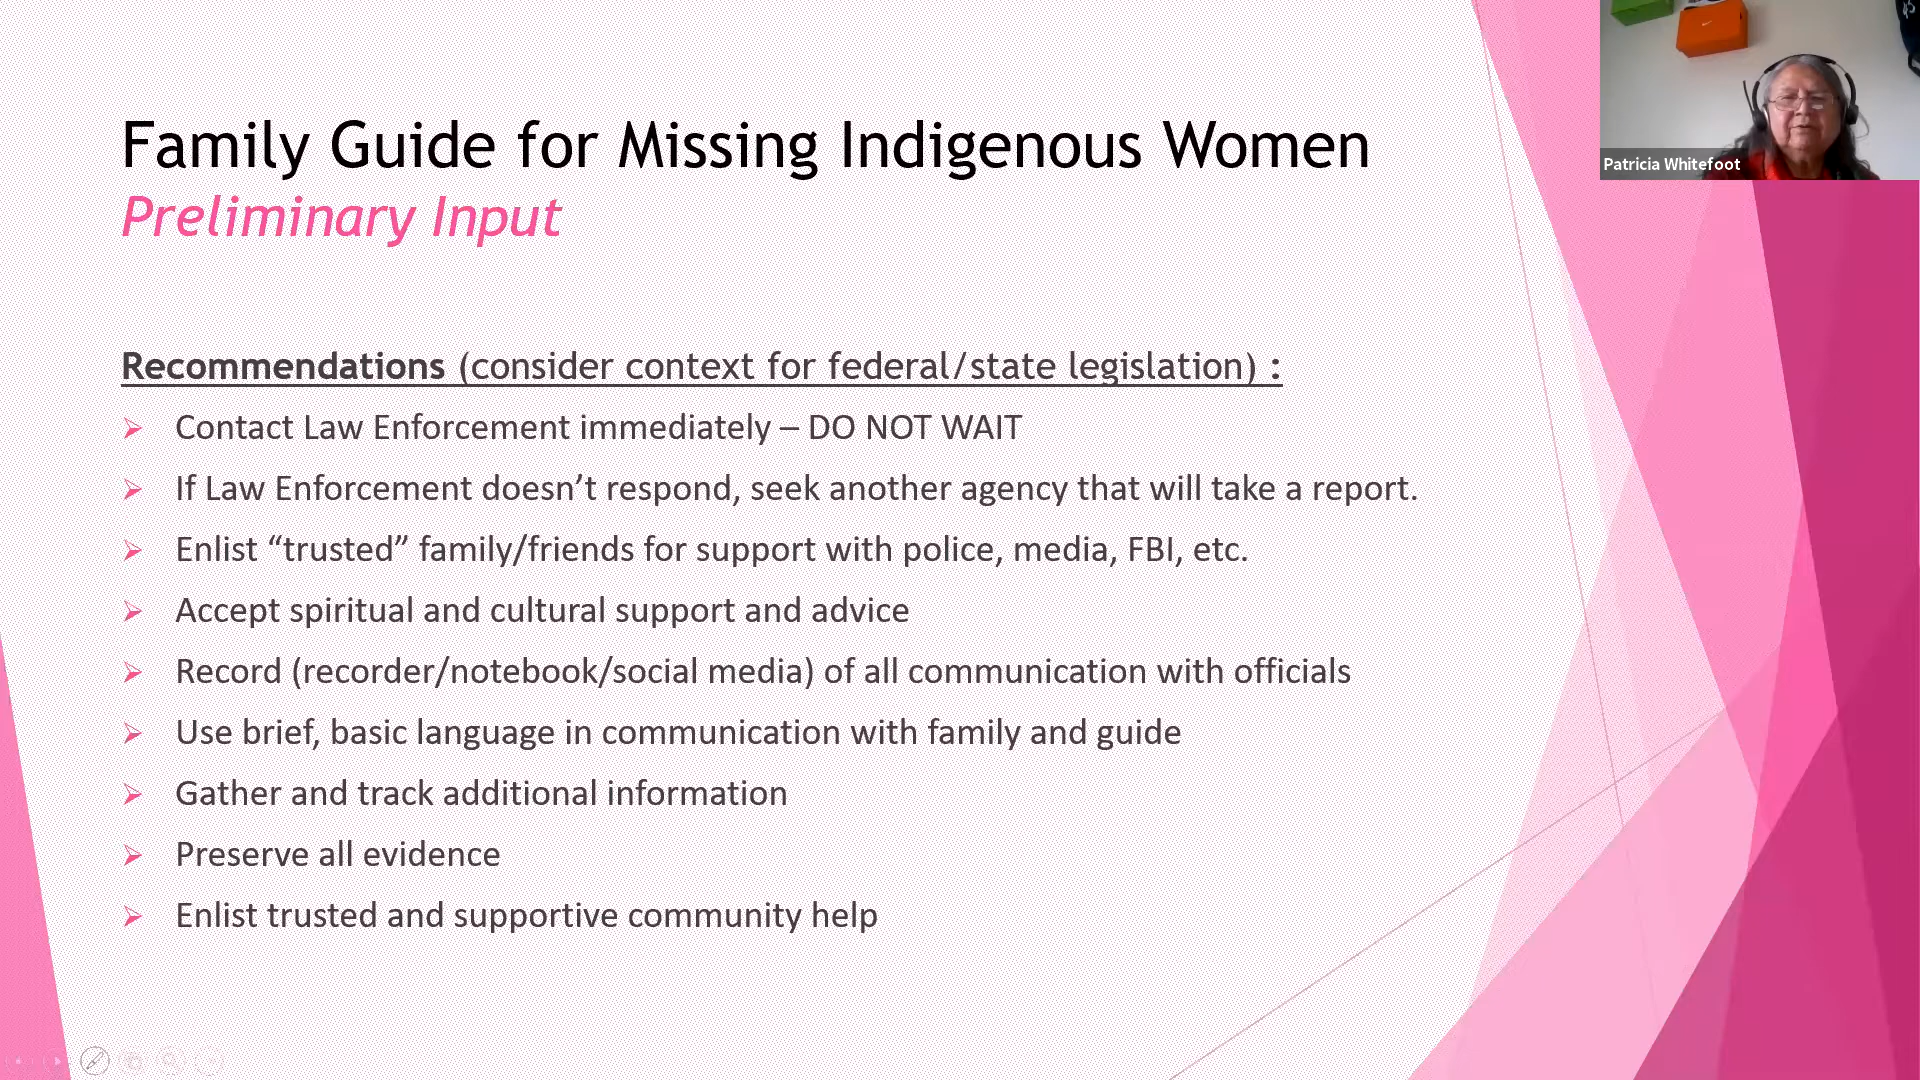 Family Guide for Missing Indigenous Women
Preliminary Input
Recommendations (consider context for federal/state legislation) :
Contact Law Enforcement immediately – DO NOT WAIT
If Law Enforcement doesn’t respond, seek another agency that will take a report.
Enlist “trusted” family/friends for support with police, media, FBI, etc.
Accept spiritual and cultural support and advice
Record (recorder/notebook/social media) of all communication with officials
Use brief, basic language in communication with family and guide
Gather and track additional information
Preserve all evidence
Enlist trusted and supportive community help
Patricia Whitefoot